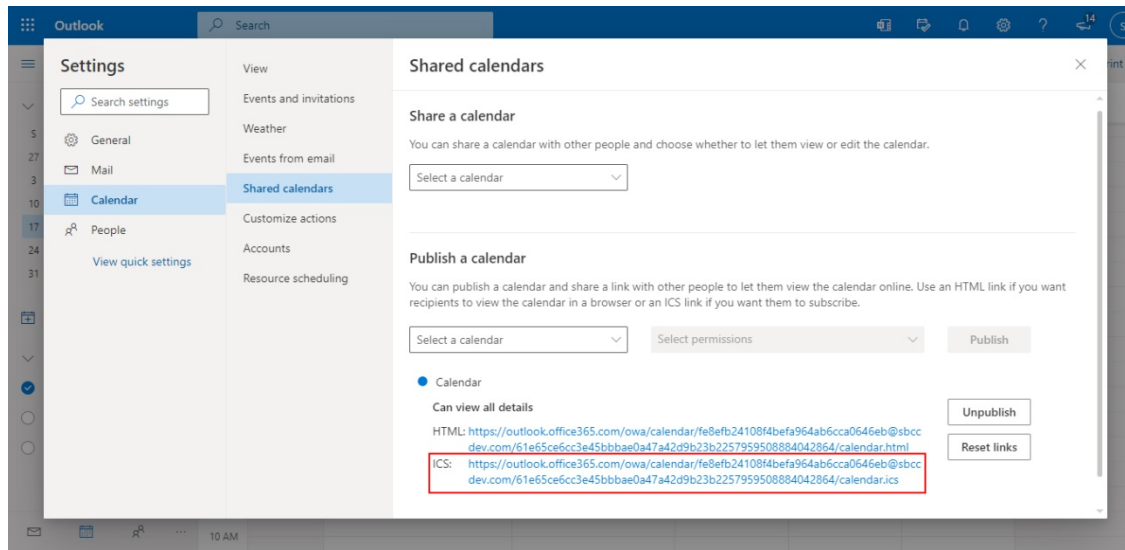 Outlook
Search
14
Settings
Search settings
General
Mail
Calendar
People
View quick settings
View
Events and invitations
Weather
Events from email
Shared calendars
Customize actions
Accounts
Resource scheduling
Shared calendars
Share a calendar
You can share a calendar with other people and choose whether to let them view or edit the calendar.
Select a calendar
Publish a calendar
You can publish a calendar and share a link with other people to let them view the calendar online. Use an HTML link if you want
recipients to view the calendar in a browser or an ICS link if you want them to subscribe.
Select a calendar
Select permissions
Publish
Calendar
Can view all details
HTML: https://outlook.office365.com/owa/calendar/fe8efb24108f4befa964ab6cca0646eb@sbcc
dev.com/61e65ce6cc3e45bbbae0a47a42d9b23b2257959508884042864/calendar.html
ICS: https://outlook.office365.com/owa/calendar/fe8efb24108f4befa964ab6cca0646eb@sbcc
dev.com/61e65ce6cc3e45bbbae0a47a42d9b23b2257959508884042864/calendar.ics
Unpublish
Reset links
S
27
3
10
17
24
31
10 AM